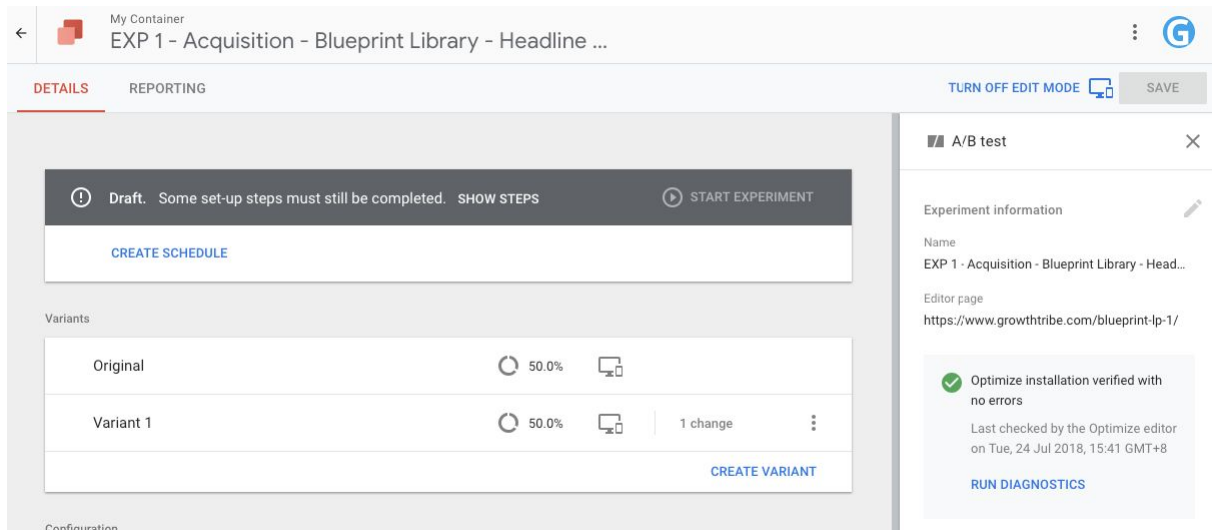 My Container
EXP 1 - Acquisition - Blueprint Library - Headline ...
DETAILS
REPORTING
TURN OFF EDIT MODE
SAVE
A/B test
Draft. Some set-up steps must still be completed. SHOW STEPS
START EXPERIMENT
CREATE SCHEDULE
Variants
Original
50.0%
Variant 1
50.0%
1 change
CREATE VARIANT
Configuration
Experiment information
Name
EXP 1 - Acquisition - Blueprint Library - Head...
Editor page
https://www.growthtribe.com/blueprint-lp-1/
Optimize installation verified with
no errors
Last checked by the Optimize editor
on Tue, 24 Jul 2018, 15:41 GMT+8
RUN DIAGNOSTICS